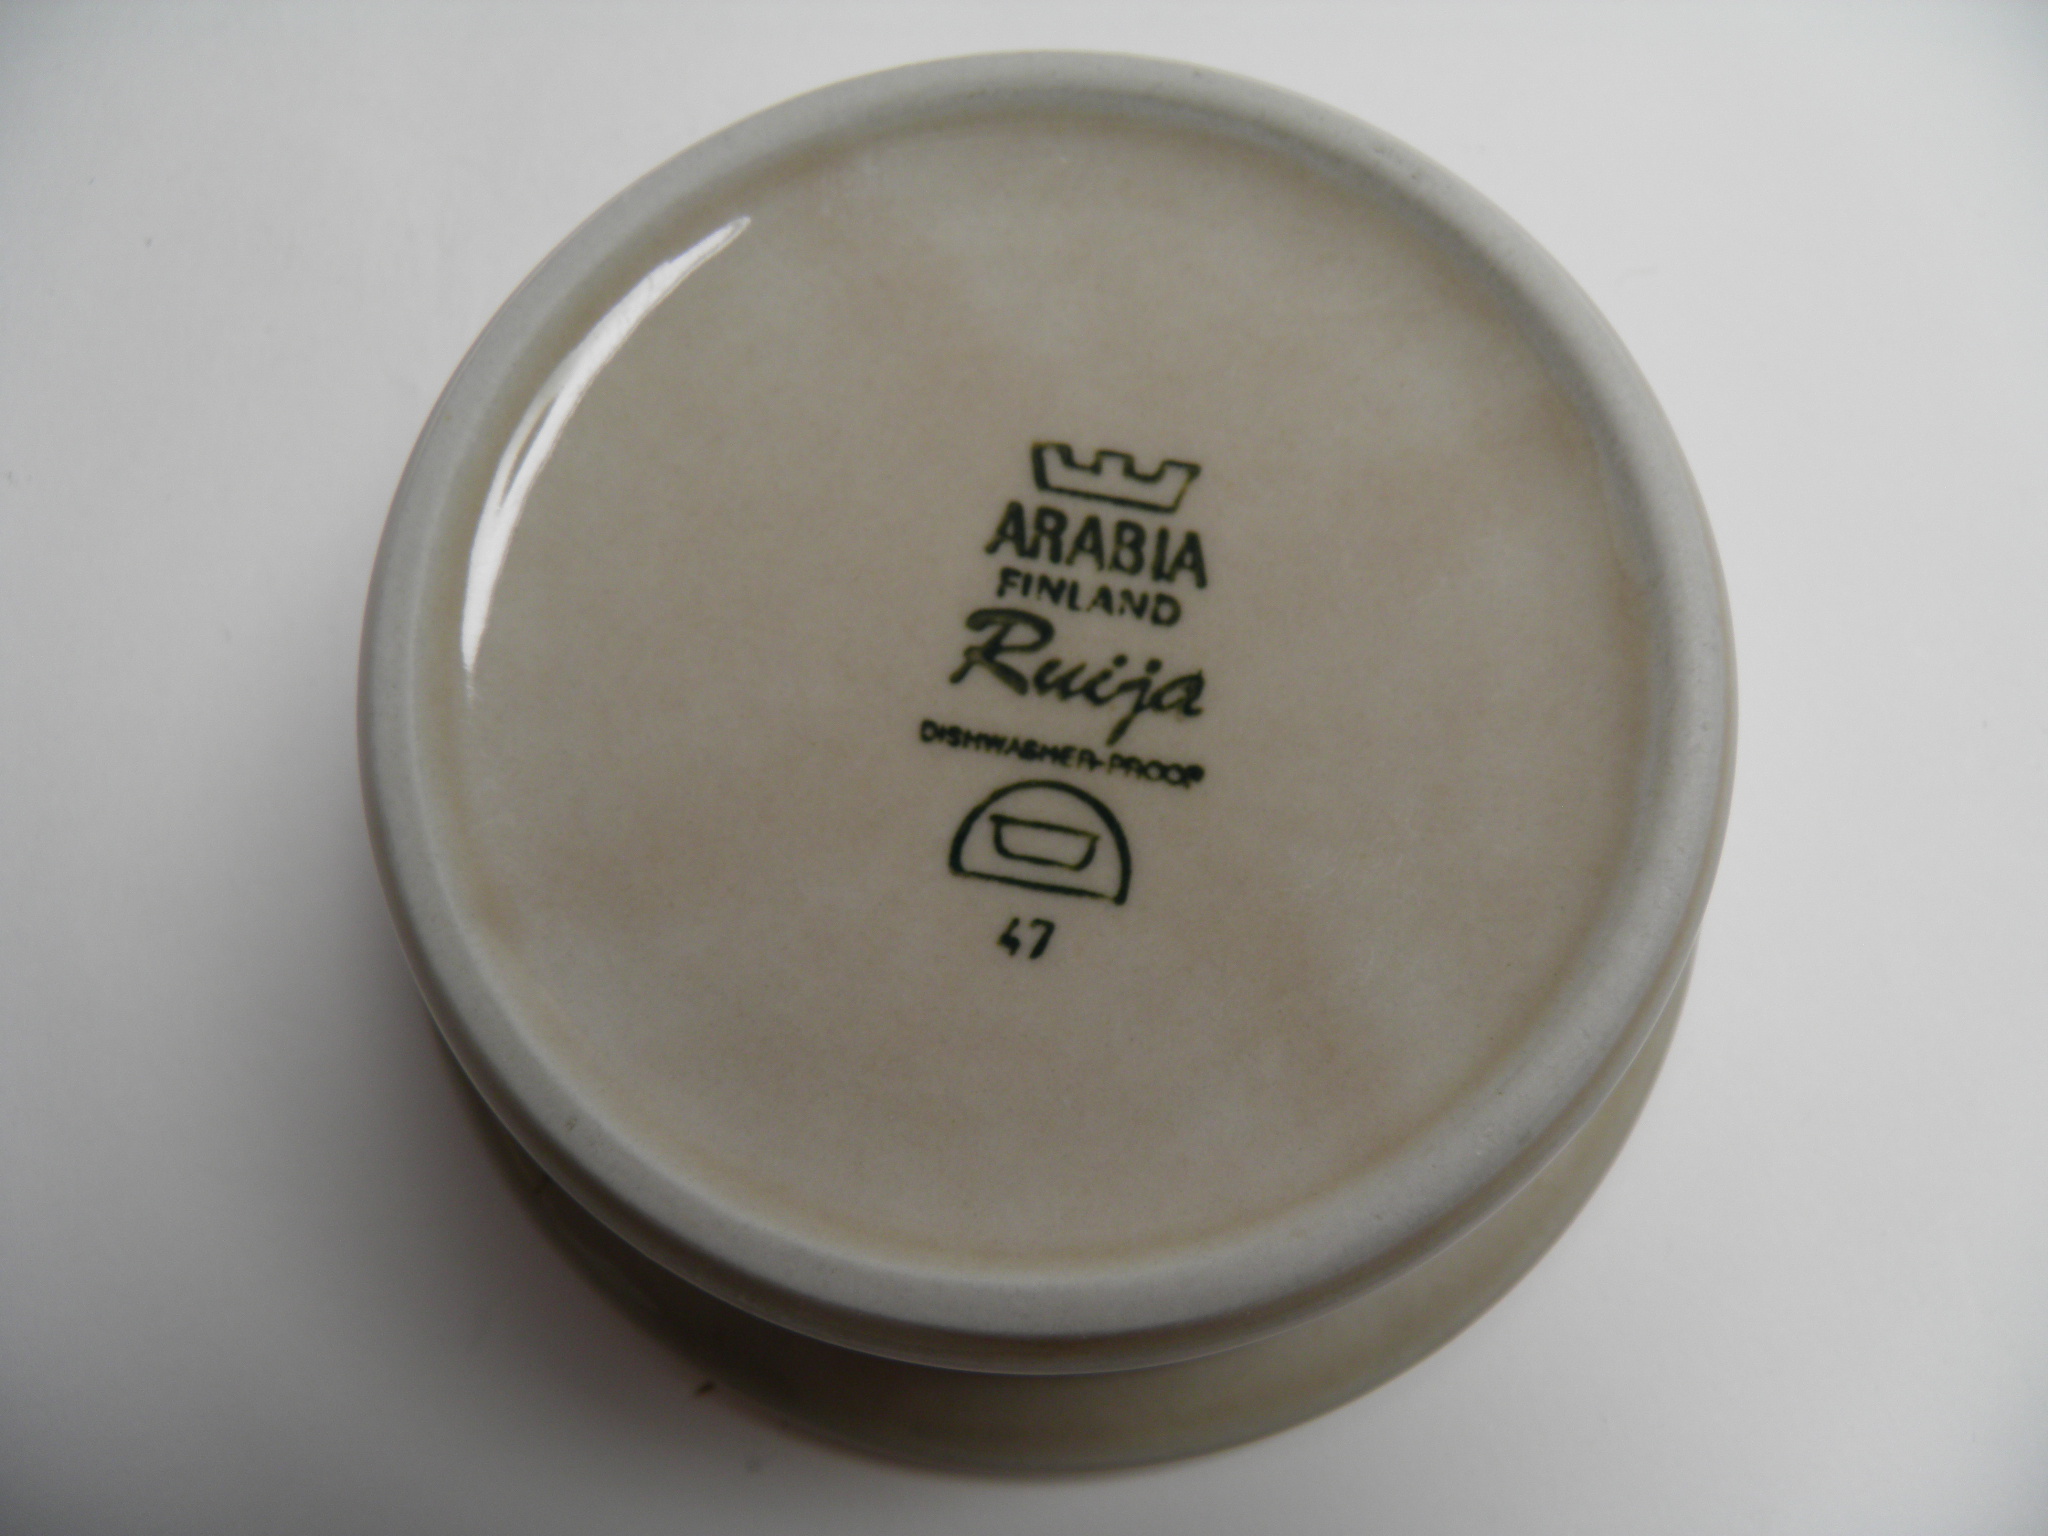 ARABIA
FINLAND
Ruija
DISHWASHER-PROOF
47